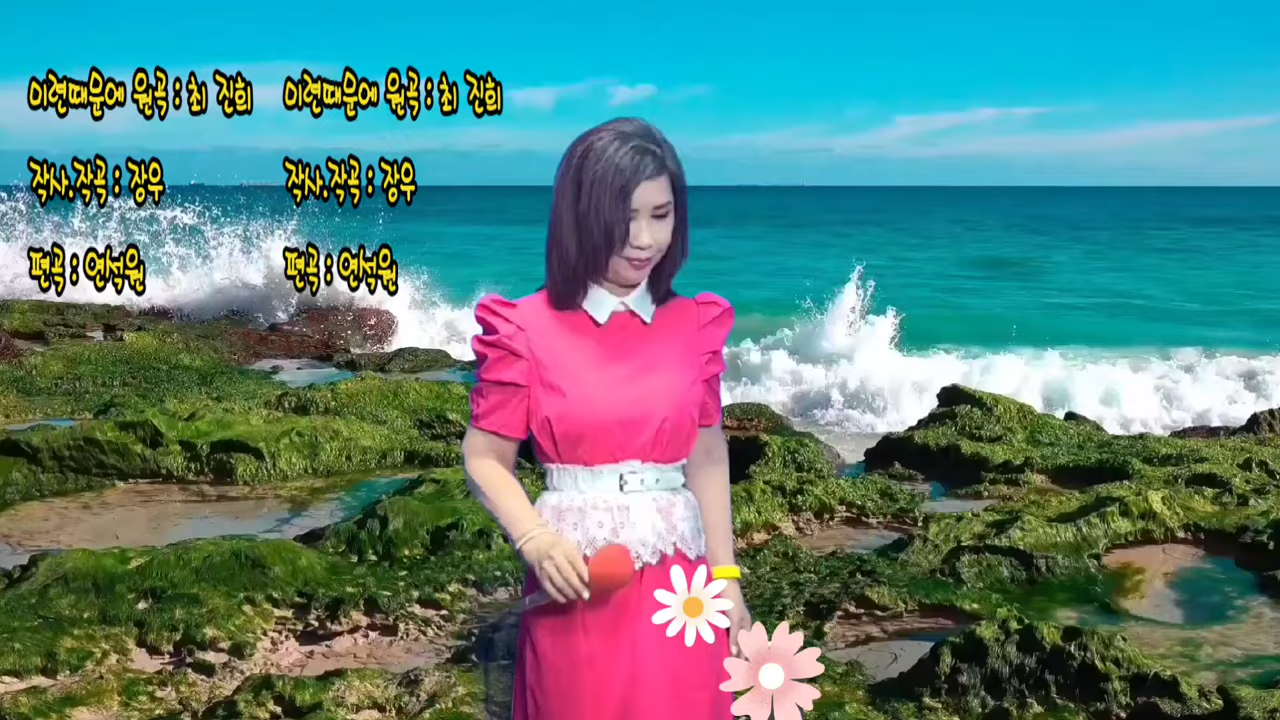 미련때문에 원곡 : 최 진희 미련때문에 원곡 : 최 진희
작사.작곡 : 장우 작사.작곡 : 장우
편곡 : 연석원 편곡 : 연석원